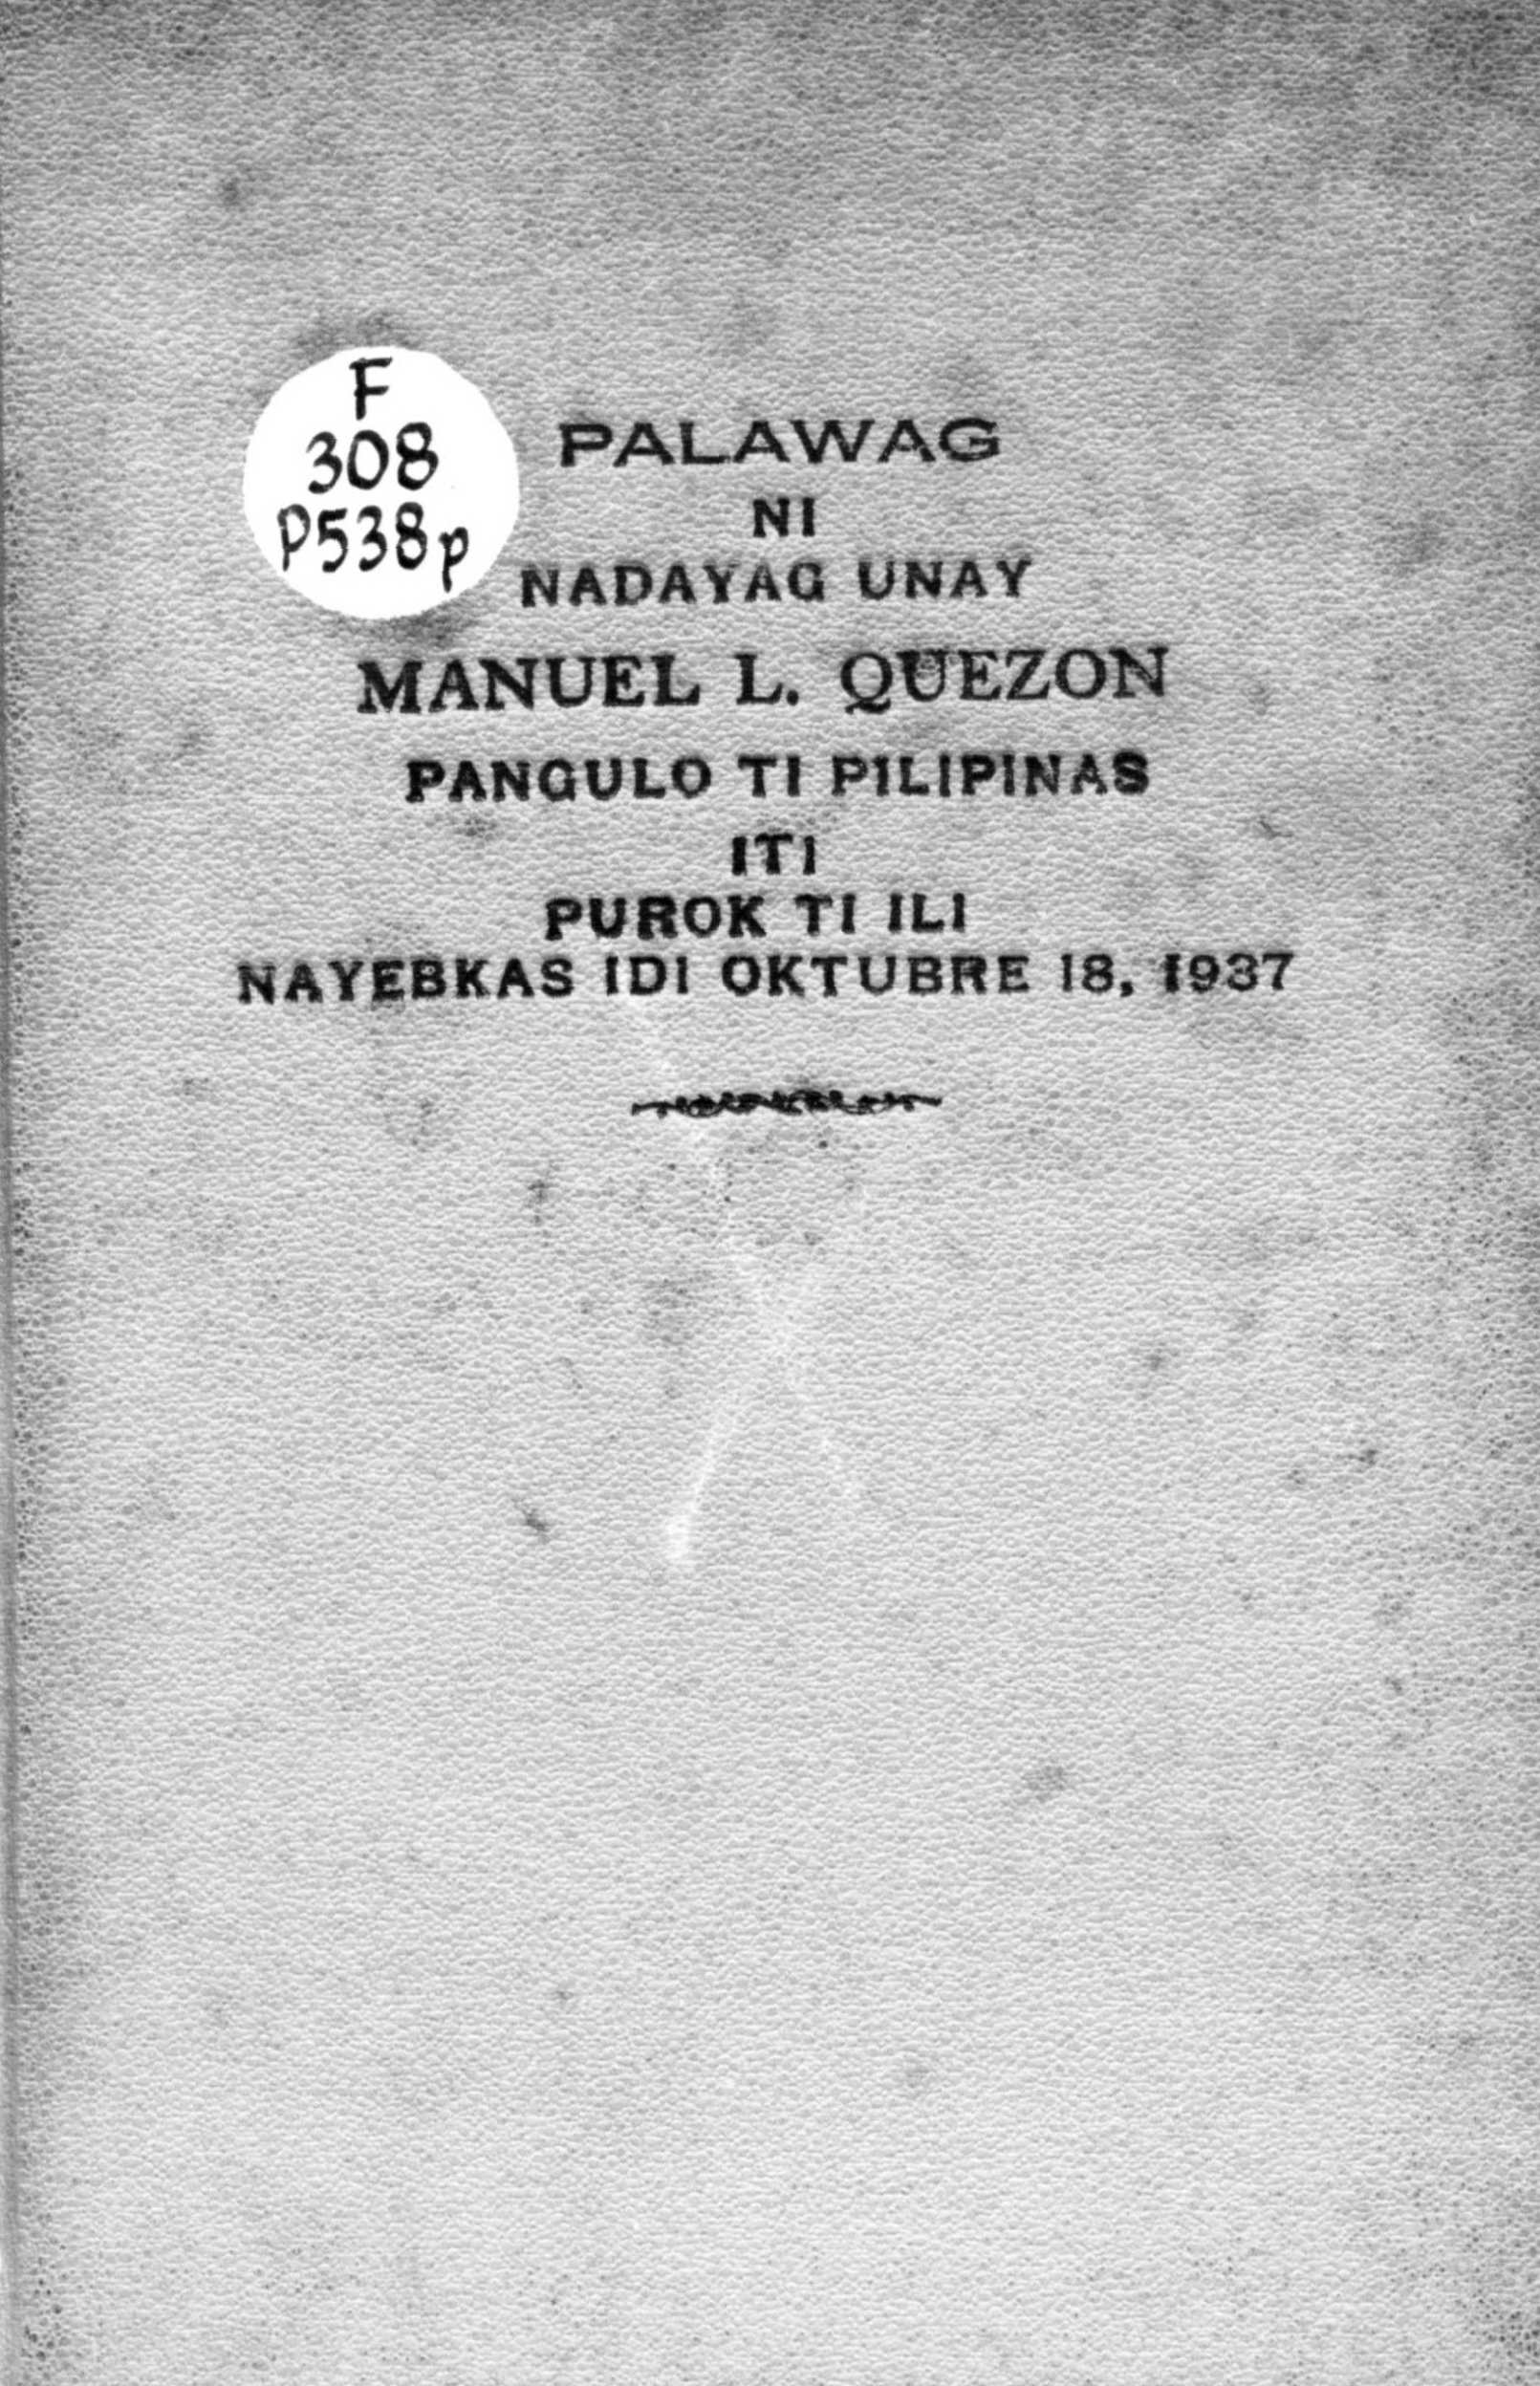 F
308
P538p
PALAWAG
NI
NADAYAG UNAY
MANUEL L. QUEZON
PANGULO TI PILIPINAS
ITI
PUROK TI ILI
NAYEBKAS IDI OKTUBRE 18, 1937